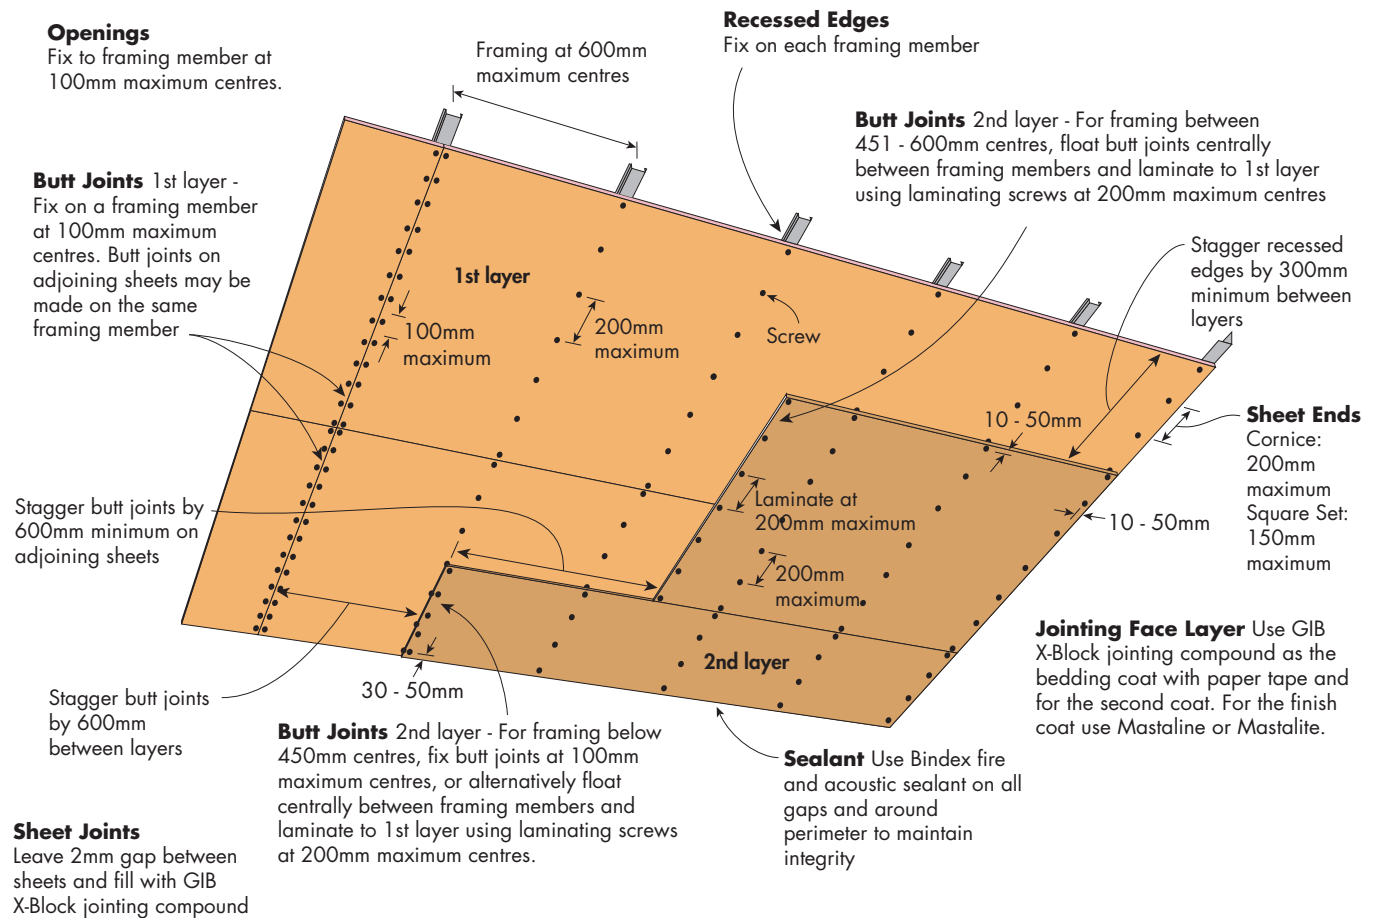 Openings
Fix to framing member at
100mm maximum centres.
Framing at 600mm
maximum centres
Recessed Edges
Fix on each framing member
Butt Joints 2nd layer - For framing between
451 - 600mm centres, float butt joints centrally
between framing members and laminate to 1st layer
using laminating screws at 200mm maximum centres
Butt Joints 1st layer -
Fix on a framing member
at 100mm maximum
centres. Butt joints on
adjoining sheets may be
made on the same
framing member
Stagger recessed
edges by 300mm
minimum between
layers
1st layer
100mm
maximum
200mm
maximum
Screw
10 - 50mm
Sheet Ends
Cornice:
200mm
maximum
Square Set:
150mm
maximum
Stagger butt joints by
600mm minimum on
adjoining sheets
Laminate at
200mm maximum
10 - 50mm
200mm
maximum
2nd layer
30 - 50mm
Stagger butt joints
by 600mm
between layers
Jointing Face Layer Use GIB
X-Block jointing compound as the
bedding coat with paper tape and
for the second coat. For the finish
coat use Mastaline or Mastalite.
Butt Joints 2nd layer - For framing below
450mm centres, fix butt joints at 100mm
maximum centres, or alternatively float
centrally between framing members and
laminate to 1st layer using laminating screws
at 200mm maximum centres.
Sealant Use Bindex fire
and acoustic sealant on all
gaps and around
perimeter to maintain
integrity
Sheet Joints
Leave 2mm gap between
sheets and fill with GIB
X-Block jointing compound